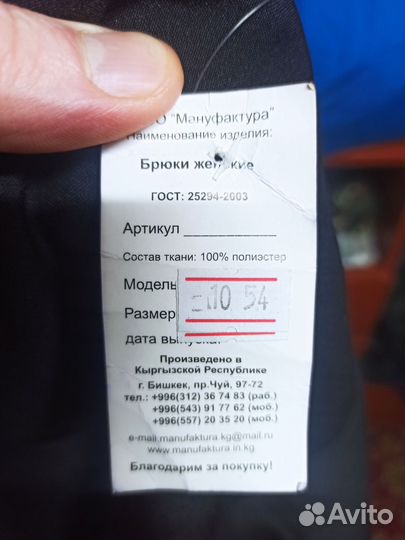 О "Мануфактура"
Наименование изделия:
Брюки женские
ГОСТ: 25294-2003
Артикул ____________
Состав ткани: 100% полиэстер
Модель
=10 54
Размер
дата выпуска:
Произведено в
Кыргызской Республике
г. Бишкек, пр.Чуй, 97-72
тел.: +996(312) 36 74 83 (раб.)
+996(543) 91 77 62 (моб.)
+996(557) 20 35 20 (моб.)
e-mail.manufaktura.kg@mail.ru
www.manufaktura.in.kg
Благодарим за покупку!
Avito